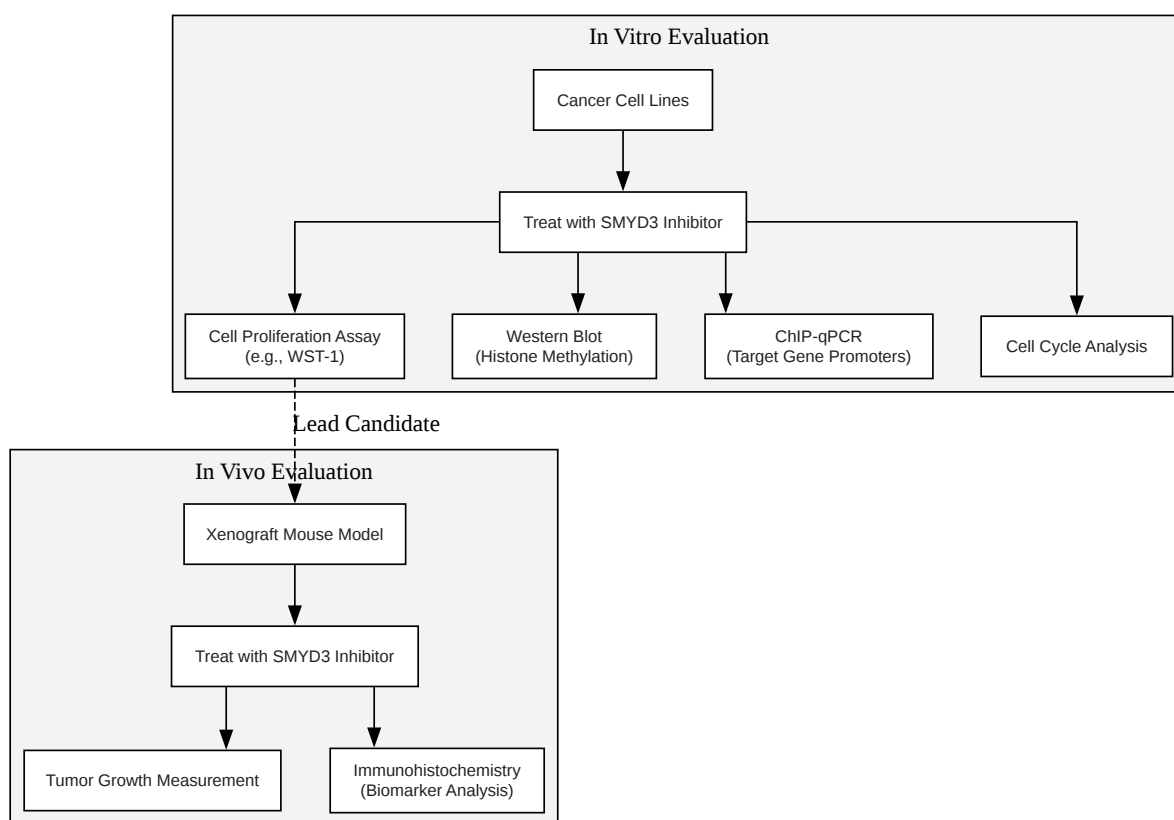 In Vitro Evaluation
Cancer Cell Lines
Treat with SMYD3 Inhibitor
Cell Proliferation Assay
(e.g., WST-1)
Western Blot
(Histone Methylation)
ChIP-qPCR
(Target Gene Promoters)
Cell Cycle Analysis
Lead Candidate
In Vivo Evaluation
Xenograft Mouse Model
Treat with SMYD3 Inhibitor
Tumor Growth Measurement
Immunohistochemistry
(Biomarker Analysis)